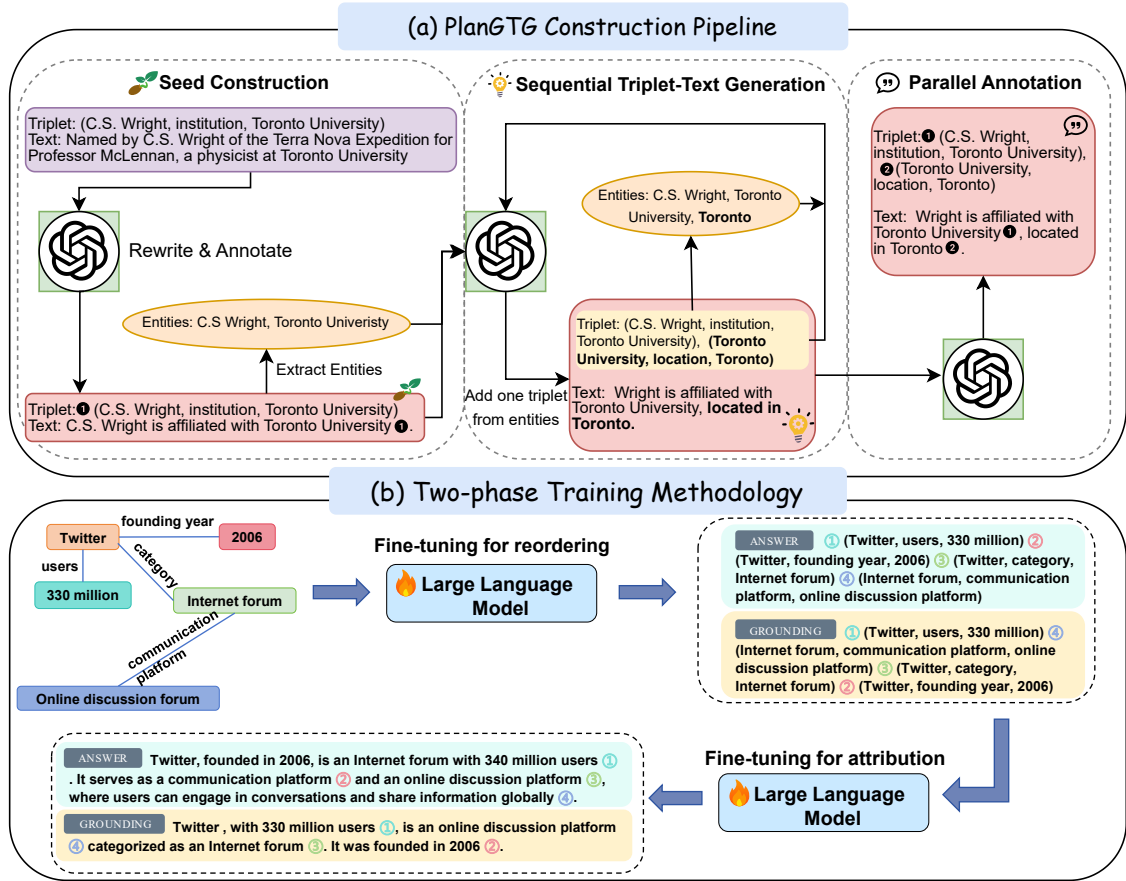 (a) PlanGTG Construction Pipeline
Seed Construction
Triplet: (C.S. Wright, institution, Toronto University)
Text: Named by C.S. Wright of the Terra Nova Expedition for
Professor McLennan, a physicist at Toronto University
Rewrite & Annotate
Entities: C.S Wright, Toronto Univeristy
Extract Entities
Triplet:❶ (C.S. Wright, institution, Toronto University)
Text: C.S. Wright is affiliated with Toronto University ❶.
Sequential Triplet-Text Generation
Entities: C.S. Wright, Toronto
University, Toronto
Add one triplet
from entities
Triplet: (C.S. Wright, institution,
Toronto University), (Toronto
University, location, Toronto)
Text: Wright is affiliated with
Toronto University, located in
Toronto.
Parallel Annotation
Triplet:❶ (C.S. Wright,
institution, Toronto University),
❷(Toronto University,
location, Toronto)
Text: Wright is affiliated with
Toronto University❶, located
in Toronto ❷.
(b) Two-phase Training Methodology
founding year
Twitter
2006
users
category
330 million
Internet forum
communication
platform
Online discussion forum
Fine-tuning for reordering
Large Language
Model
ANSWER ① (Twitter, users, 330 million) ②
(Twitter, founding year, 2006) ③ (Twitter, category,
Internet forum) ④ (Internet forum, communication
platform, online discussion platform)
GROUNDING ① (Twitter, users, 330 million) ④
(Internet forum, communication platform, online
discussion platform) ③ (Twitter, category,
Internet forum) ② (Twitter, founding year, 2006)
Fine-tuning for attribution
Large Language
Model
ANSWER Twitter, founded in 2006, is an Internet forum with 340 million users ①
. It serves as a communication platform ② and an online discussion platform ③,
where users can engage in conversations and share information globally ④.
GROUNDING Twitter , with 330 million users ①, is an online discussion platform
④ categorized as an Internet forum ③. It was founded in 2006 ②.